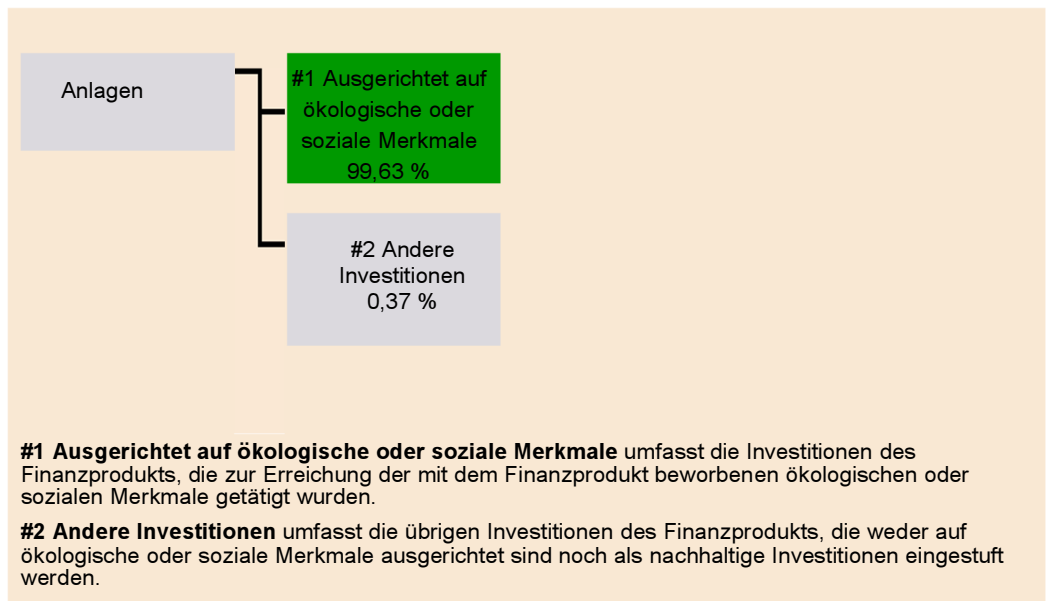 Anlagen
#1 Ausgerichtet auf
ökologische oder
soziale Merkmale
99,63 %
#2 Andere
Investitionen
0,37 %
#1 Ausgerichtet auf ökologische oder soziale Merkmale umfasst die Investitionen des
Finanzprodukts, die zur Erreichung der mit dem Finanzprodukt beworbenen ökologischen oder
sozialen Merkmale getätigt wurden.
#2 Andere Investitionen umfasst die übrigen Investitionen des Finanzprodukts, die weder auf
ökologische oder soziale Merkmale ausgerichtet sind noch als nachhaltige Investitionen eingestuft
werden.